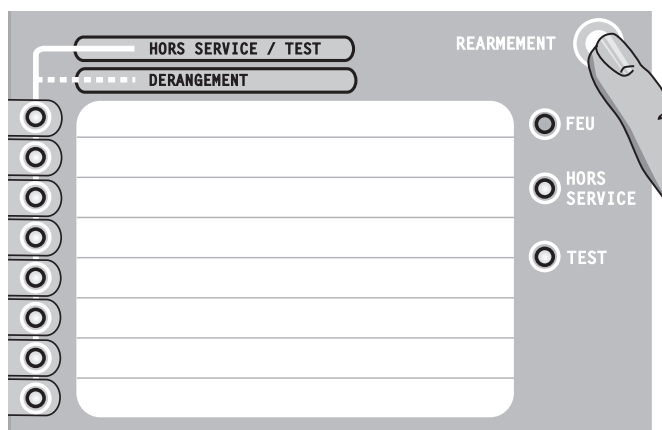 HORS SERVICE / TEST
REARMEMENT
DERANGEMENT
FEU
HORS
SERVICE
TEST